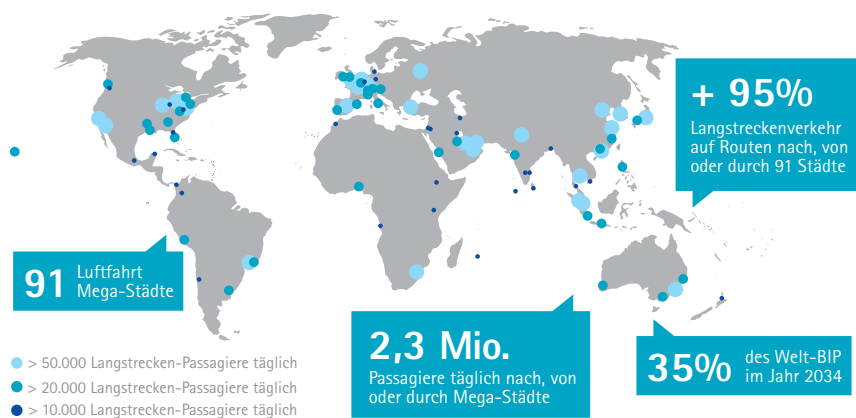 + 95%
Langstreckenverkehr
auf Routen nach, von
oder durch 91 Städte
91 Luftfahrt
Mega-Städte
2,3 Mio.
Passagiere täglich nach, von
oder durch Mega-Städte
35% des Welt-BIP
im Jahr 2034
> 50.000 Langstrecken-Passagiere täglich
> 20.000 Langstrecken-Passagiere täglich
> 10.000 Langstrecken-Passagiere täglich